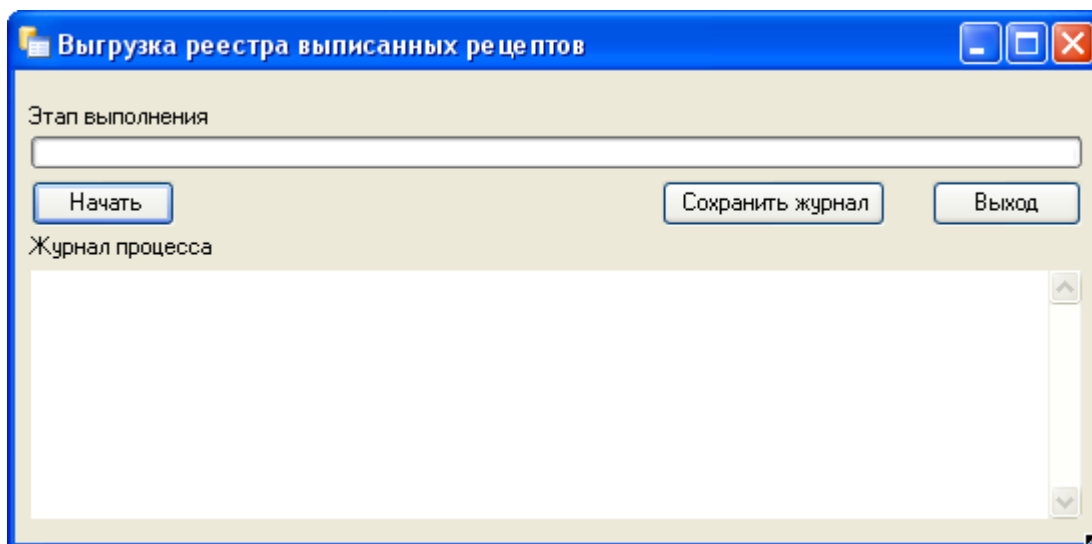 Выгрузка реестра выписанных рецептов
Этап выполнения
Начать
Сохранить журнал
Выход
Журнал процесса